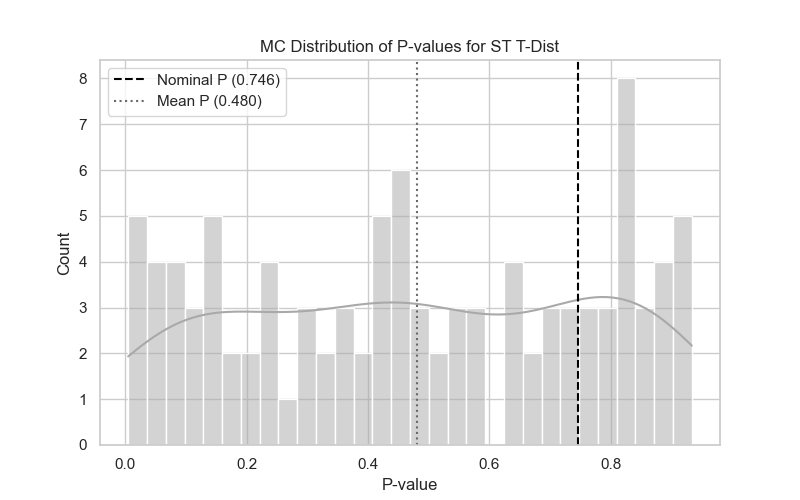 MC Distribution of P-values for ST T-Dist
Nominal P (0.746)
Mean P (0.480)
8
7
6
5
4
3
2
1
0
Count
0.0 0.2 0.4 0.6 0.8
P-value